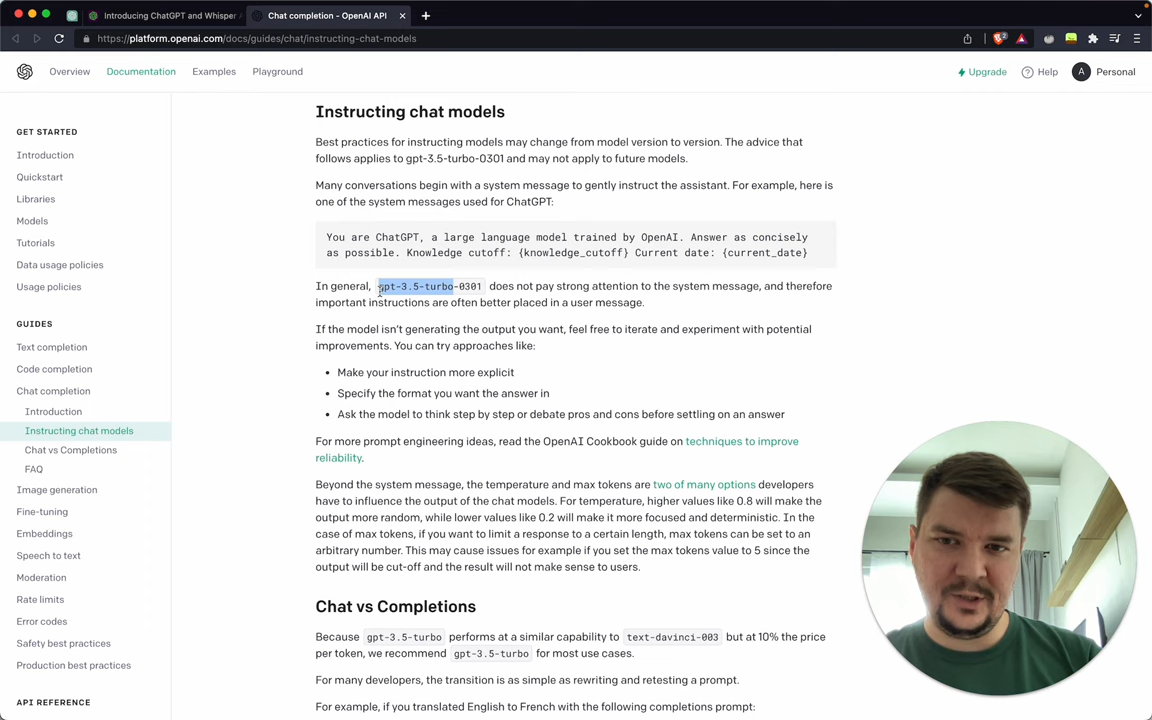 Introducing ChatGPT and Whisper
Chat completion - OpenAI API
https://platform.openai.com/docs/guides/chat/instructing-chat-models
2
Overview
Documentation
Examples
Playground
Upgrade
Help
A
Personal
GET STARTED
Introduction
Quickstart
Libraries
Models
Tutorials
Data usage policies
Usage policies
GUIDES
Text completion
Code completion
Chat completion
Introduction
Instructing chat models
Chat vs Completions
FAQ
Image generation
Fine-tuning
Embeddings
Speech to text
Moderation
Rate limits
Error codes
Safety best practices
Production best practices
API REFERENCE
Instructing chat models
Best practices for instructing models may change from model version to version. The advice that
follows applies to gpt-3.5-turbo-0301 and may not apply to future models.
Many conversations begin with a system message to gently instruct the assistant. For example, here is
one of the system messages used for ChatGPT:
You are ChatGPT, a large language model trained by OpenAI. Answer as concisely
as possible. Knowledge cutoff: {knowledge_cutoff} Current date: {current_date}
In general, gpt-3.5-turbo-0301 does not pay strong attention to the system message, and therefore
important instructions are often better placed in a user message.
If the model isn't generating the output you want, feel free to iterate and experiment with potential
improvements. You can try approaches like:
• Make your instruction more explicit
• Specify the format you want the answer in
• Ask the model to think step by step or debate pros and cons before settling on an answer
For more prompt engineering ideas, read the OpenAI Cookbook guide on techniques to improve
reliability.
Beyond the system message, the temperature and max tokens are two of many options developers
have to influence the output of the chat models. For temperature, higher values like 0.8 will make the
output more random, while lower values like 0.2 will make it more focused and deterministic. In the
case of max tokens, if you want to limit a response to a certain length, max tokens can be set to an
arbitrary number. This may cause issues for example if you set the max tokens value to 5 since the
output will be cut-off and the result will not make sense to users.
Chat vs Completions
Because gpt-3.5-turbo performs at a similar capability to text-davinci-003 but at 10% the price
per token, we recommend gpt-3.5-turbo for most use cases.
For many developers, the transition is as simple as rewriting and retesting a prompt.
For example, if you translated English to French with the following completions prompt: